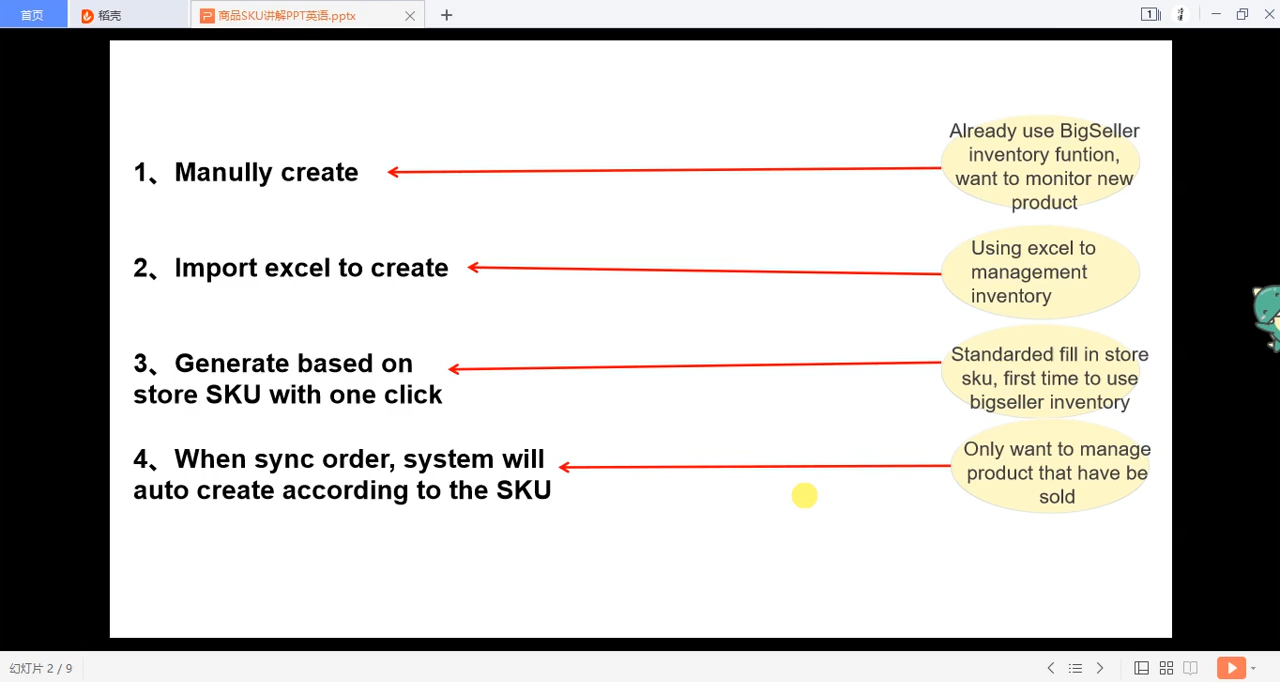 首页
稻壳
商品SKU讲解PPT英语.pptx
1
1、Manully create
Already use BigSeller
inventory funtion,
want to monitor new
product
2、Import excel to create
Using excel to
management
inventory
3、Generate based on
store SKU with one click
Standarded fill in store
sku, first time to use
bigseller inventory
4、When sync order, system will
auto create according to the SKU
Only want to manage
product that have be
sold
幻灯片 2 / 9